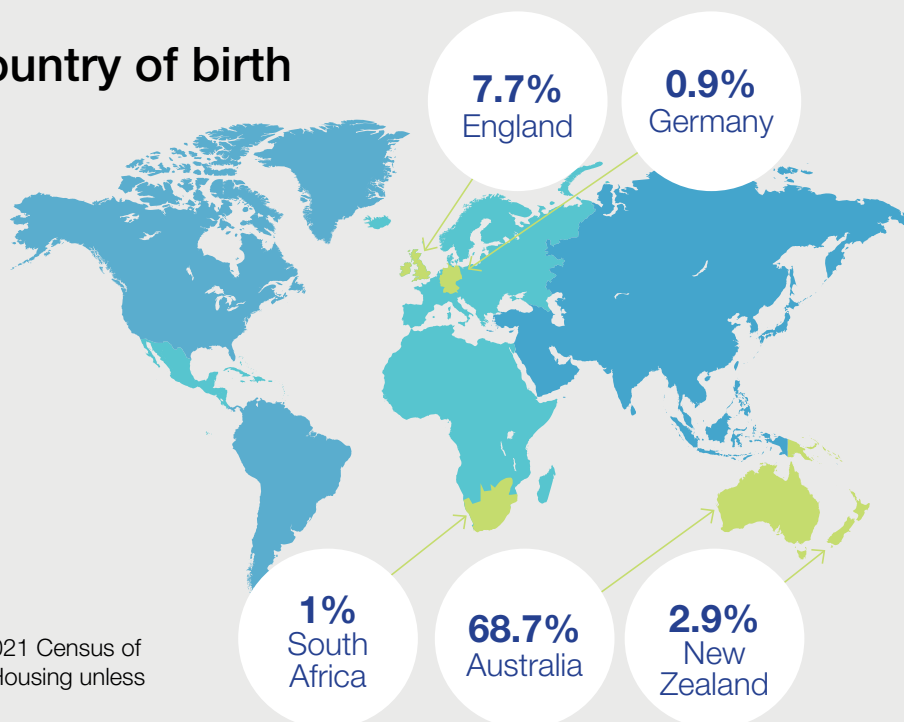 ountry of birth
7.7%
England
0.9%
Germany
1%
South
Africa
68.7%
Australia
2.9%
New
Zealand
021 Census of
Housing unless